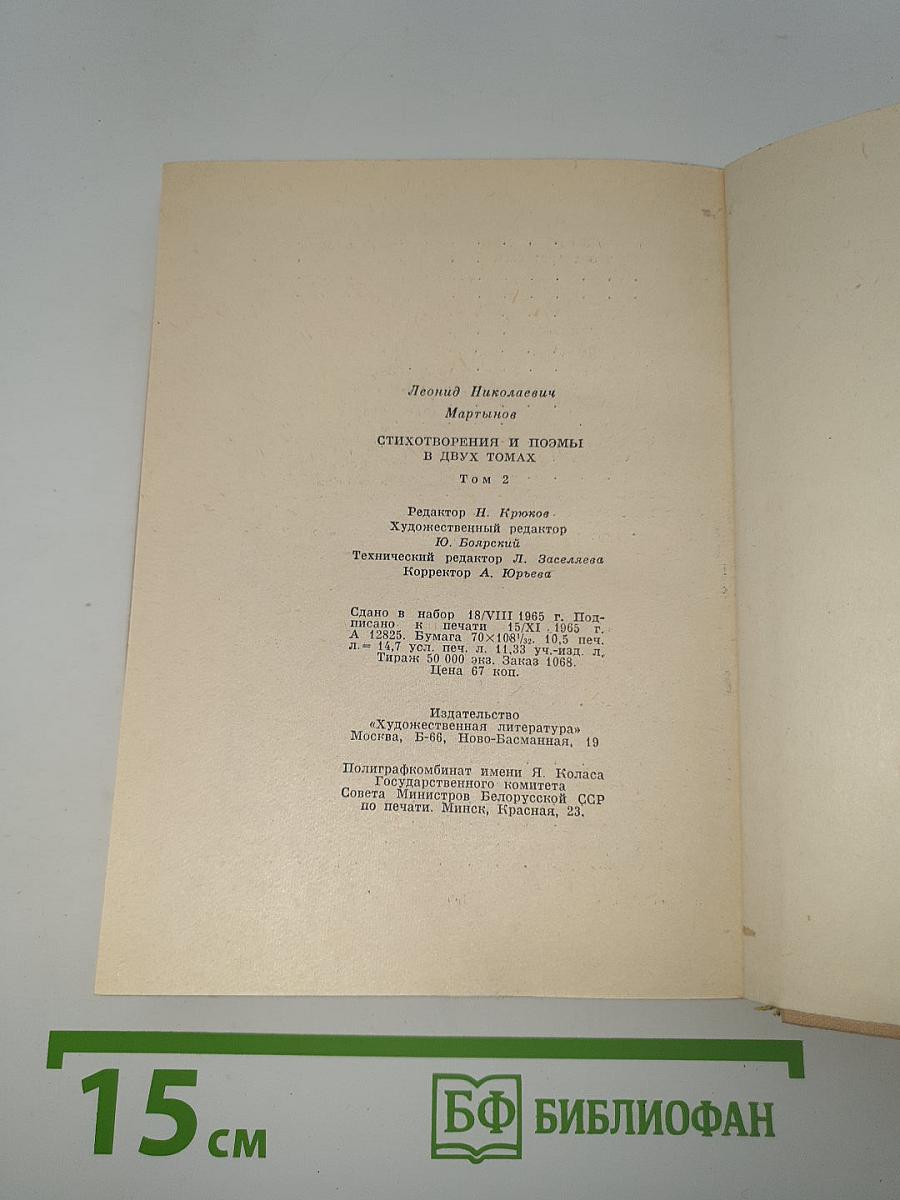 Леонид Николаевич
Мартынов
СТИХОТВОРЕНИЯ И ПОЭМЫ
В ДВУХ ТОМАХ
Том 2
Редактор Н. Крюков
Художественный редактор
Ю. Боярский
Технический редактор Л. Заселяева
Корректор А. Юрьева
Сдано в набор 18/VIII 1965 г. Под-
писано к печати 15/XI 1965 г.
А 12825. Бумага 70×108¹/₃₂. 10,5 печ.
л. = 14,7 усл. печ. л. 11,33 уч.-изд. л.
Тираж 50 000 экз. Заказ 1068.
Цена 67 коп.
Издательство
«Художественная литература»
Москва, Б-66, Ново-Басманная, 19
Полиграфкомбинат имени Я. Коласа
Государственного комитета
Совета Министров Белорусской ССР
по печати. Минск, Красная, 23.
15 см
БФ БИБЛИОФАН